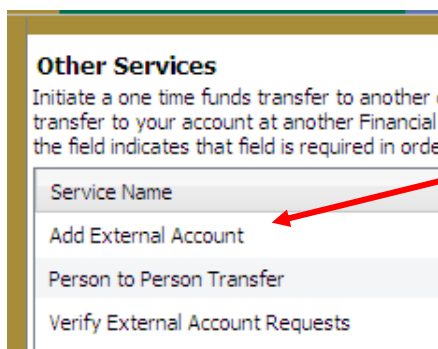 Other Services
Initiate a one time funds transfer to another
transfer to your account at another Financial
the field indicates that field is required in
Service Name
Add External Account
Person to Person Transfer
Verify External Account Requests